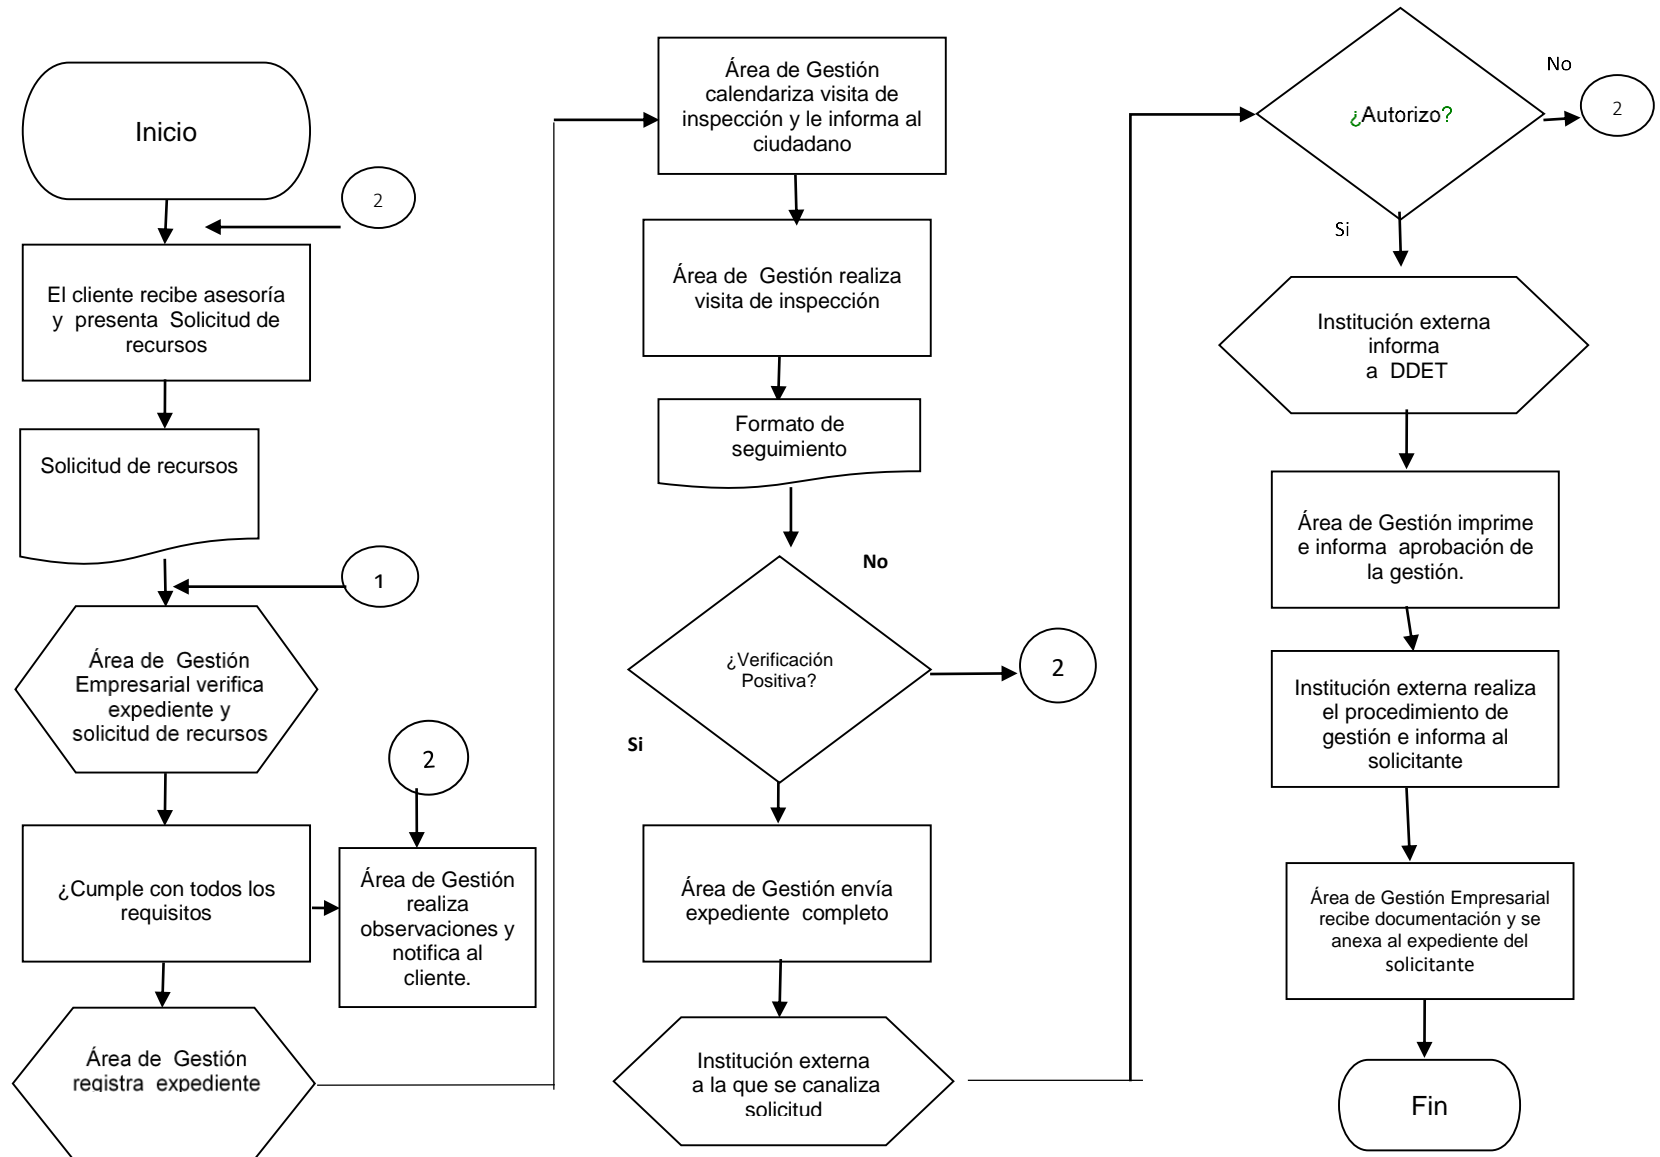 Inicio
2
El cliente recibe asesoría
y presenta Solicitud de
recursos
Solicitud de recursos
1
Área de Gestión
Empresarial verifica
expediente y
solicitud de recursos
2
¿Cumple con todos los
requisitos
Área de Gestión
realiza
observaciones y
notifica al
cliente.
Área de Gestión
registra expediente
Área de Gestión
calendariza visita de
inspección y le informa al
ciudadano
Área de Gestión realiza
visita de inspección
Formato de
seguimiento
No
¿Verificación
Positiva?
2
Si
Área de Gestión envía
expediente completo
Institución externa
a la que se canaliza
solicitud
No
¿Autorizo?
2
Si
Institución externa
informa
a DDET
Área de Gestión imprime
e informa aprobación de
la gestión.
Institución externa realiza
el procedimiento de
gestión e informa al
solicitante
Área de Gestión Empresarial
recibe documentación y se
anexa al expediente del
solicitante
Fin